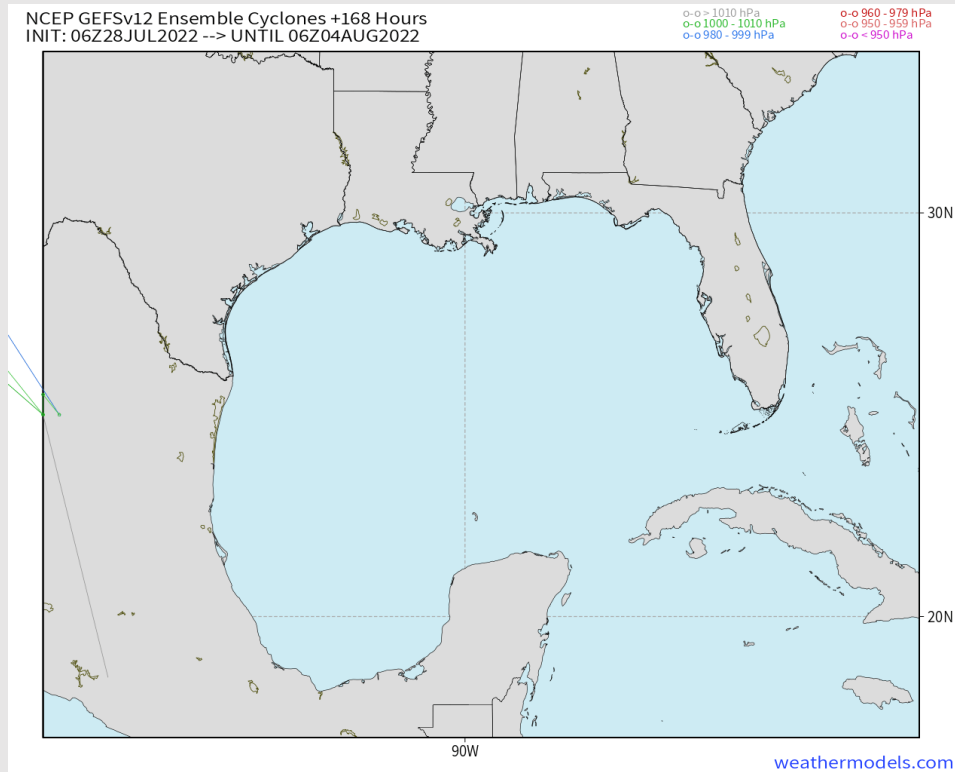 NCEP GEFSv12 Ensemble Cyclones +168 Hours
INIT: 06Z28JUL2022 --> UNTIL 06Z04AUG2022
o-o > 1010 hPa
o-o 1000 - 1010 hPa
o-o 980 - 999 hPa
o-o 960 - 979 hPa
o-o 950 - 959 hPa
o-o < 950 hPa
30N
20N
90W
weathermodels.com